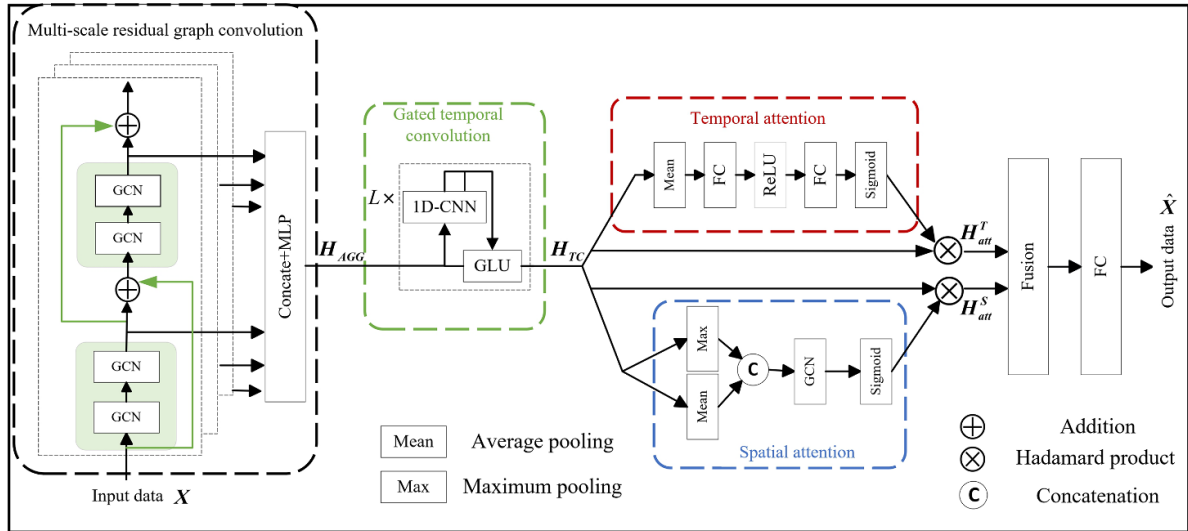 Multi-scale residual graph convolution
GCN
GCN
GCN
GCN
Input data X
Concate+MLP
H_AGG
Gated temporal
convolution
L ×
1D-CNN
GLU
H_TC
Temporal attention
Mean
FC
ReLU
FC
Sigmoid
Max
Mean
C
GCN
Sigmoid
Spatial attention
H^T_att
H^S_att
Fusion
FC
Output data X̂
Mean Average pooling
Max Maximum pooling
Addition
Hadamard product
C Concatenation